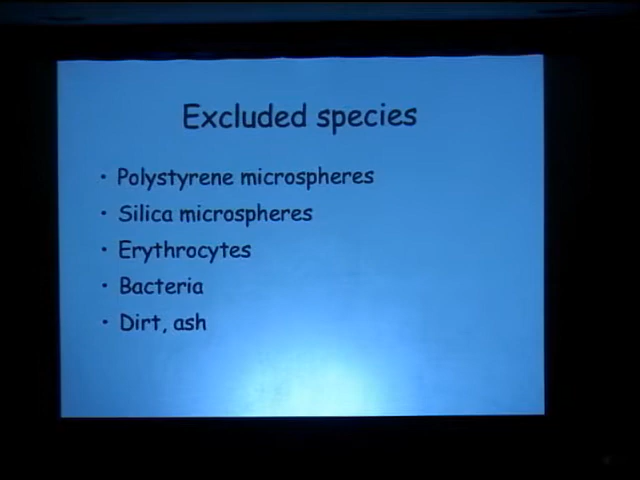 Excluded species
• Polystyrene microspheres
• Silica microspheres
• Erythrocytes
• Bacteria
• Dirt, ash